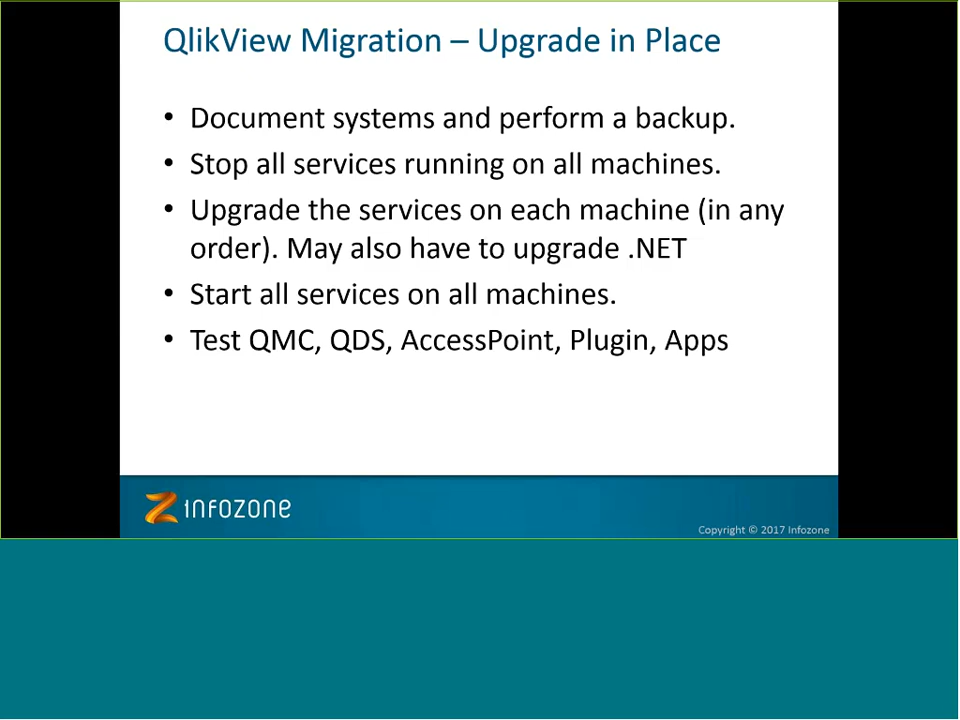 QlikView Migration – Upgrade in Place
• Document systems and perform a backup.
• Stop all services running on all machines.
• Upgrade the services on each machine (in any
order). May also have to upgrade .NET
• Start all services on all machines.
• Test QMC, QDS, AccessPoint, Plugin, Apps
INFOZONE
Copyright © 2017 Infozone